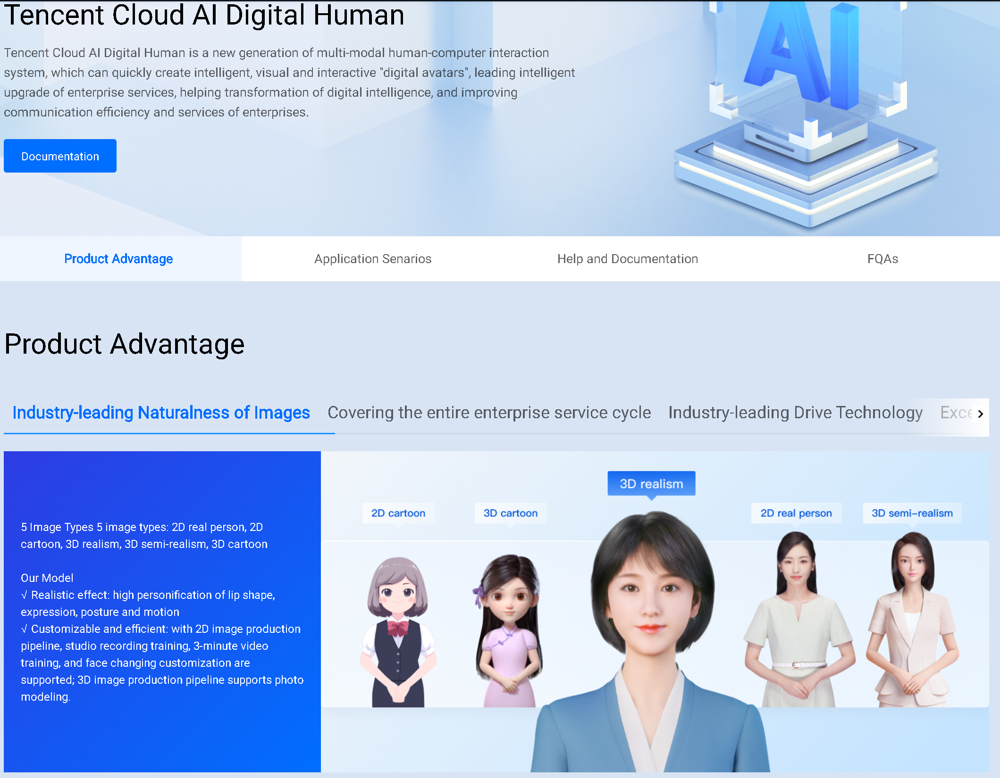 Tencent Cloud AI Digital Human
Tencent Cloud AI Digital Human is a new generation of multi-modal human-computer interaction
system, which can quickly create intelligent, visual and interactive "digital avatars", leading intelligent
upgrade of enterprise services, helping transformation of digital intelligence, and improving
communication efficiency and services of enterprises.
AI
Documentation
Product Advantage
Application Senarios
Help and Documentation
FQAs
Product Advantage
Industry-leading Naturalness of Images
Covering the entire enterprise service cycle
Industry-leading Drive Technology
5 Image Types 5 image types: 2D real person, 2D
cartoon, 3D realism, 3D semi-realism, 3D cartoon
Our Model
√ Realistic effect: high personification of lip shape,
expression, posture and motion
√ Customizable and efficient: with 2D image production
pipeline, studio recording training, 3-minute video
training, and face changing customization are
supported; 3D image production pipeline supports photo
modeling.
2D cartoon
3D cartoon
3D realism
2D real person
3D semi-realism